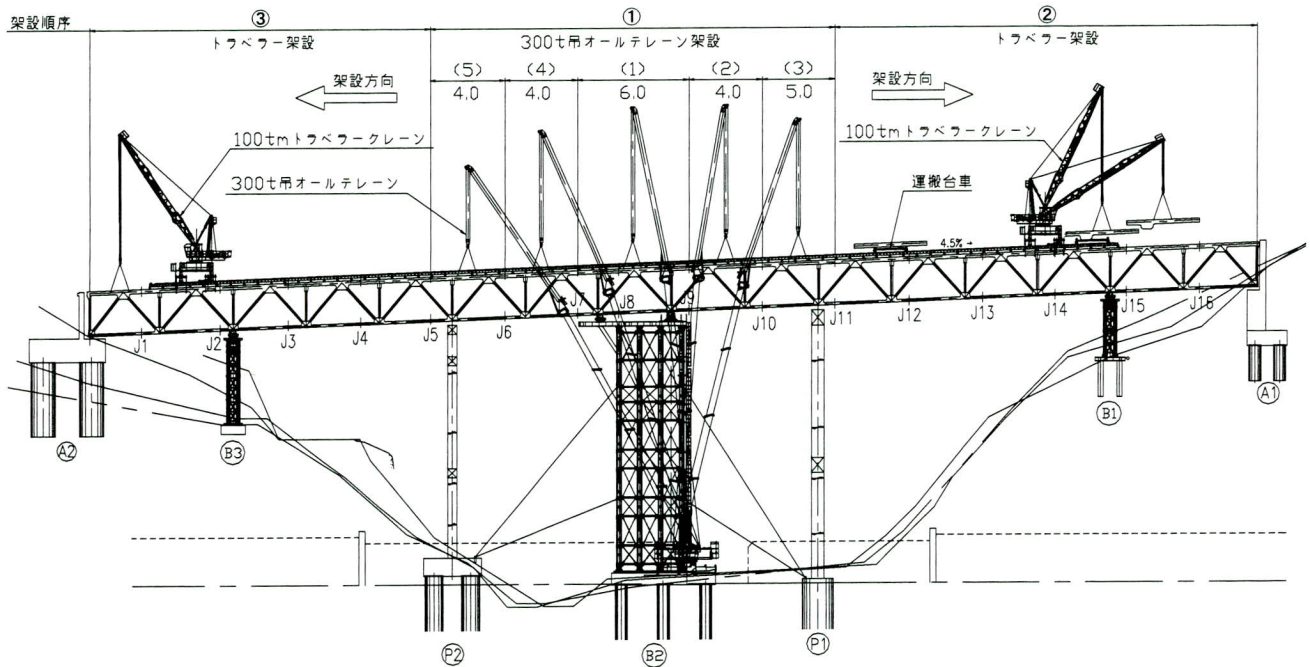 架設順序
③
①
②
トラベラー架設
300t吊オールテレーン架設
トラベラー架設
(5)
(4)
(1)
(2)
(3)
4.0
4.0
6.0
4.0
5.0
架設方向
架設方向
100tmトラベラークレーン
100tmトラベラークレーン
300t吊オールテレーン
運搬台車
4.5%→
J1
J2
J3
J4
J5
J6
J7
J8
J9
J10
J11
J12
J13
J14
J15
J16
A2
B3
P2
B2
P1
B1
A1